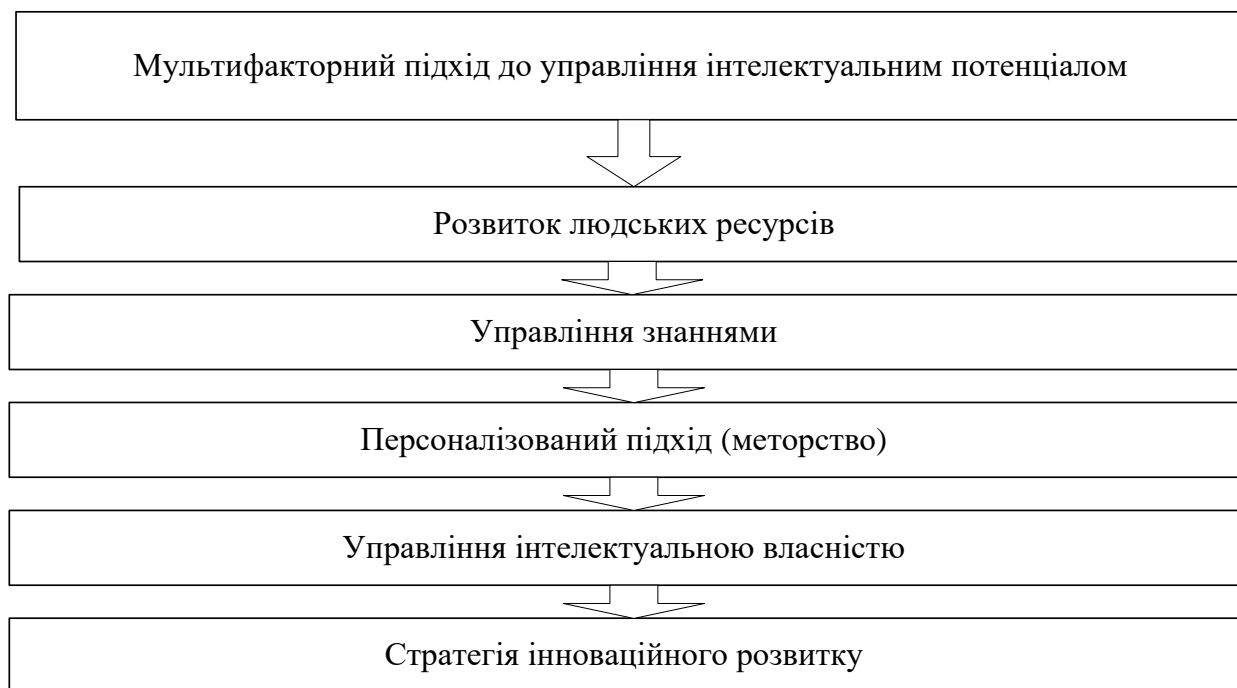 Мультифакторний підхід до управління інтелектуальним потенціалом
Розвиток людських ресурсів
Управління знаннями
Персоналізований підхід (меторство)
Управління інтелектуальною власністю
Стратегія інноваційного розвитку